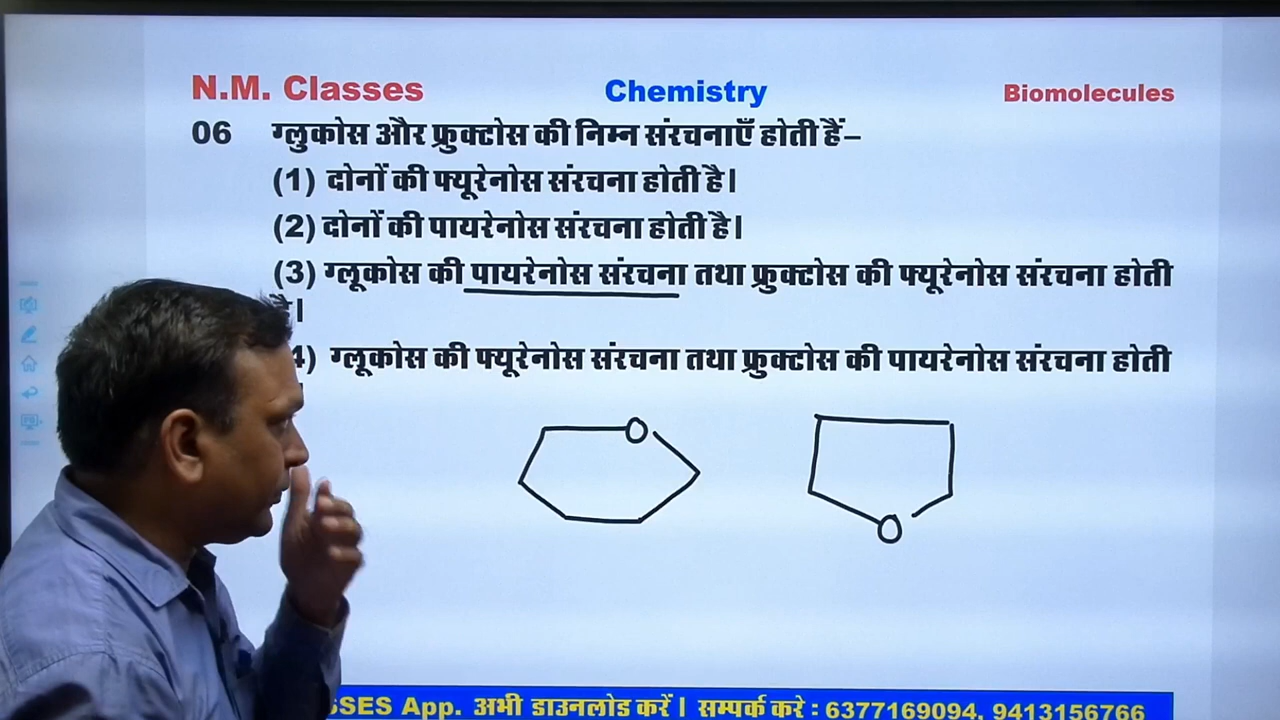 N.M. Classes Chemistry Biomolecules
06 ग्लुकोस और फ्रुक्टोस की निम्न संरचनाएँ होती हैं–
(1) दोनों की फ्यूरेनोस संरचना होती है।
(2) दोनों की पायरेनोस संरचना होती है।
(3) ग्लूकोस की पायरेनोस संरचना तथा फ्रुक्टोस की फ्यूरेनोस संरचना होती
है।
4) ग्लूकोस की फ्यूरेनोस संरचना तथा फ्रुक्टोस की पायरेनोस संरचना होती
O
O
SSES App. अभी डाउनलोड करें। सम्पर्क करे : 6377169094, 9413156766